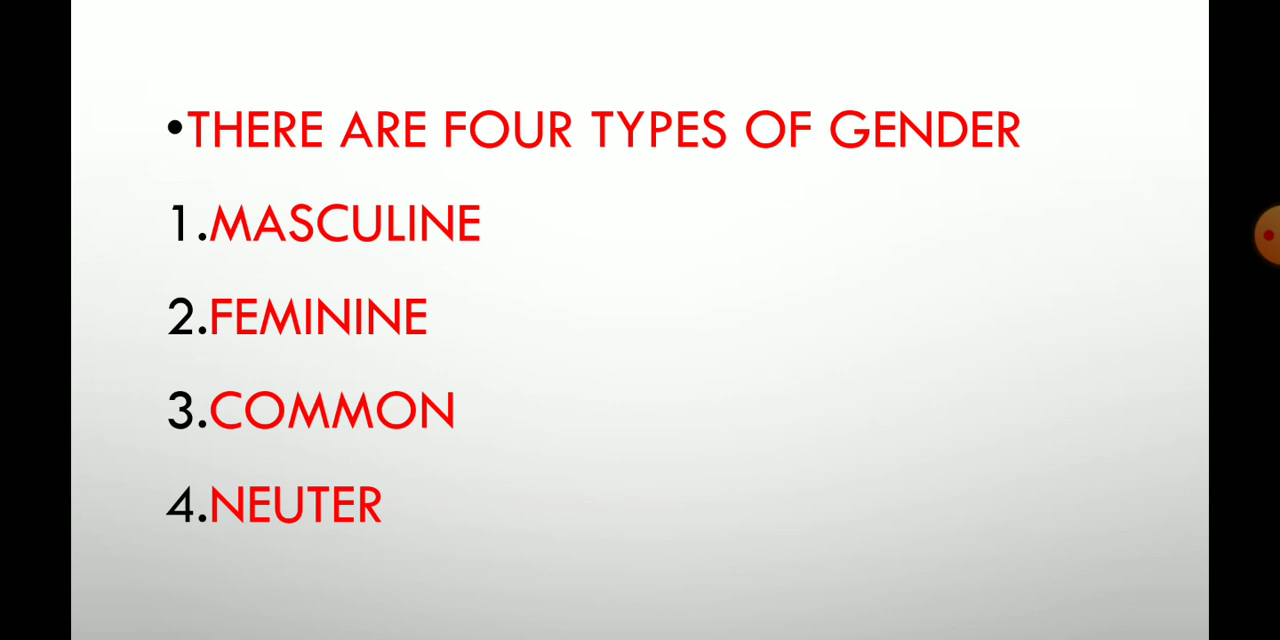 •THERE ARE FOUR TYPES OF GENDER
1.MASCULINE
2.FEMININE
3.COMMON
4.NEUTER